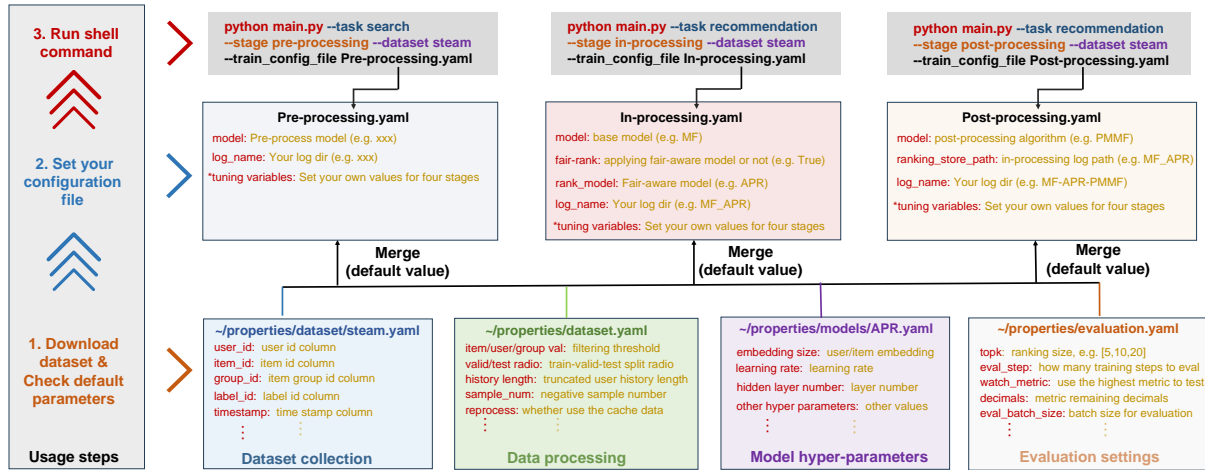 3. Run shell
command
2. Set your
configuration
file
1. Download
dataset &
Check default
parameters
Usage steps
python main.py --task search
--stage pre-processing --dataset steam
--train_config_file Pre-processing.yaml
python main.py --task recommendation
--stage in-processing --dataset steam
--train_config_file In-processing.yaml
python main.py --task recommendation
--stage post-processing --dataset steam
--train_config_file Post-processing.yaml
Pre-processing.yaml
model: Pre-process model (e.g. xxx)
log_name: Your log dir (e.g. xxx)
*tuning variables: Set your own values for four stages
In-processing.yaml
model: base model (e.g. MF)
fair-rank: applying fair-aware model or not (e.g. True)
rank_model: Fair-aware model (e.g. APR)
log_name: Your log dir (e.g. MF_APR)
*tuning variables: Set your own values for four stages
Post-processing.yaml
model: post-processing algorithm (e.g. PMMF)
ranking_store_path: in-processing log path (e.g. MF_APR)
log_name: Your log dir (e.g. MF-APR-PMMF)
*tuning variables: Set your own values for four stages
Merge
(default value)
Merge
(default value)
Merge
(default value)
~/properties/dataset/steam.yaml
user_id: user id column
item_id: item id column
group_id: item group id column
label_id: label id column
timestamp: time stamp column
Dataset collection
~/properties/dataset.yaml
item/user/group val: filtering threshold
valid/test radio: train-valid-test split radio
history length: truncated user history length
sample_num: negative sample number
reprocess: whether use the cache data
Data processing
~/properties/models/APR.yaml
embedding size: user/item embedding
learning rate: learning rate
hidden layer number: layer number
other hyper parameters: other values
Model hyper-parameters
~/properties/evaluation.yaml
topk: ranking size, e.g. [5,10,20]
eval_step: how many training steps to eval
watch_metric: use the highest metric to test
decimals: metric remaining decimals
eval_batch_size: batch size for evaluation
Evaluation settings